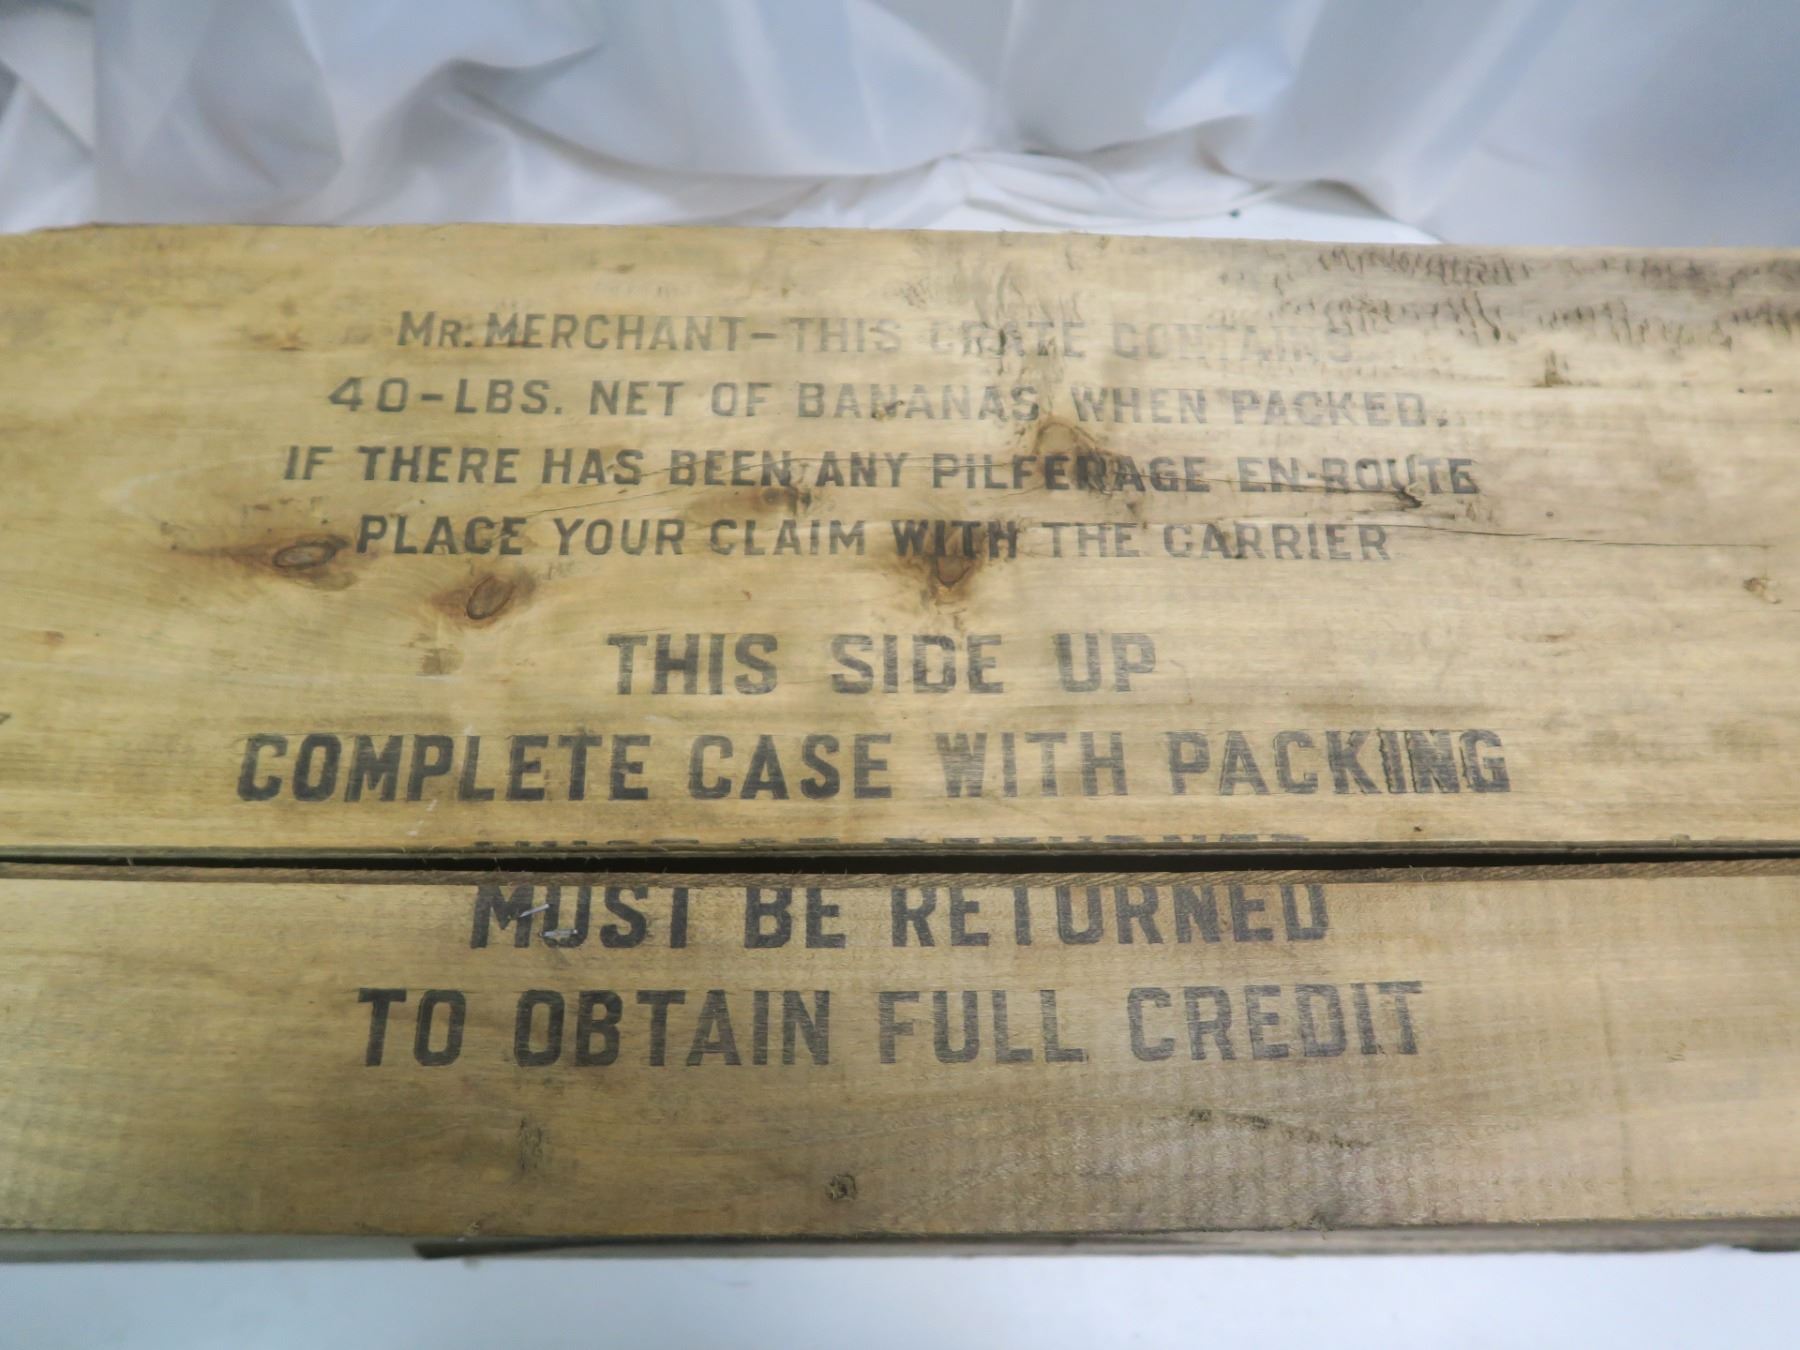 MR. MERCHANT-THIS CRATE CONTAINS
40-LBS. NET OF BANANAS WHEN PACKED.
IF THERE HAS BEEN ANY PILFERAGE EN-ROUTE
PLACE YOUR CLAIM WITH THE CARRIER
THIS SIDE UP
COMPLETE CASE WITH PACKING
MUST BE RETURNED
TO OBTAIN FULL CREDIT